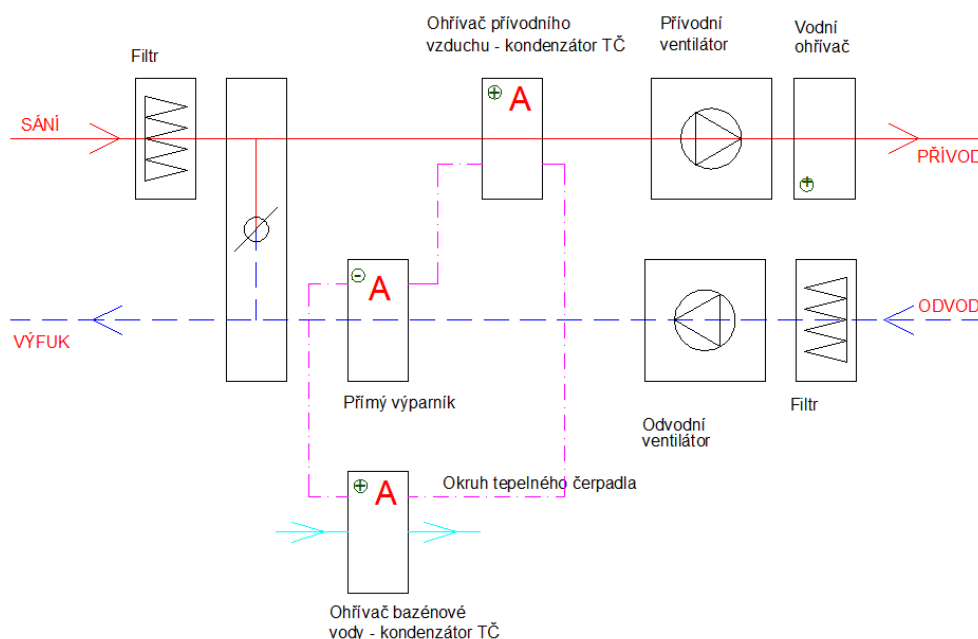 Ohřívač přívodního
vzduchu - kondenzátor TČ
Přívodní
ventilátor
Vodní
ohřívač
Filtr
A
SÁNÍ
PŘÍVOD
A
ODVOD
VÝFUK
Přímý výparník
Filtr
Odvodní
ventilátor
A
Okruh tepelného čerpadla
Ohřívač bazénové
vody - kondenzátor TČ